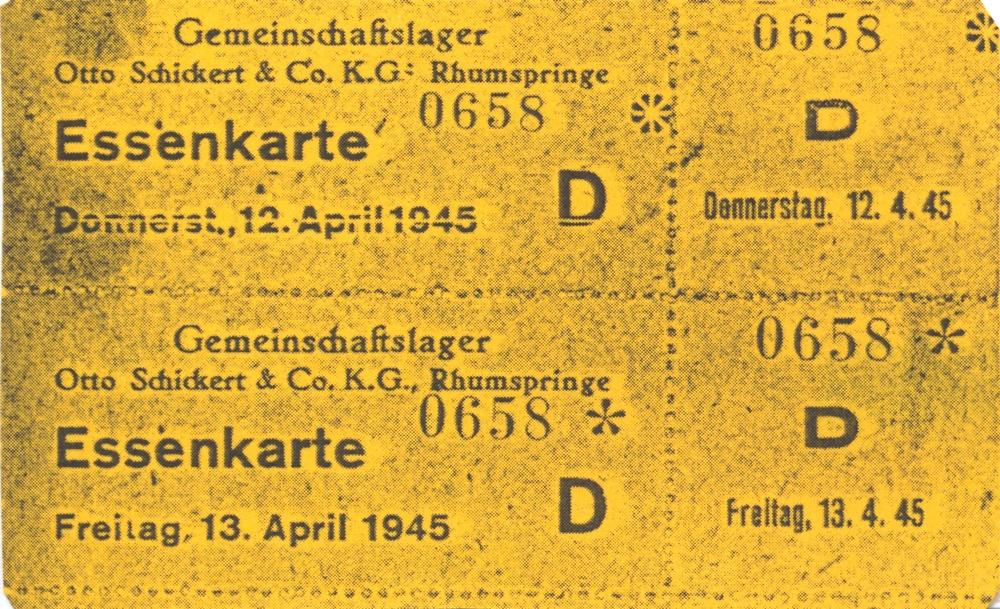 Gemeinschaftslager
Otto Schickert & Co. K.G., Rhumspringe
0658 *
Essenkarte
D
Donnerst., 12. April 1945
0658 *
D
Donnerstag, 12. 4. 45
Gemeinschaftslager
Otto Schickert & Co. K.G., Rhumspringe
0658 *
Essenkarte
D
Freitag, 13. April 1945
0658 *
D
Freitag, 13. 4. 45